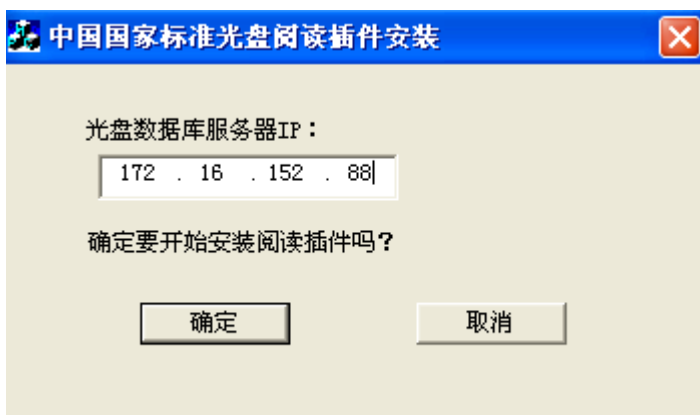 中国国家标准光盘阅读插件安装
光盘数据库服务器IP：
172 . 16 . 152 . 88
确定要开始安装阅读插件吗？
确定 取消